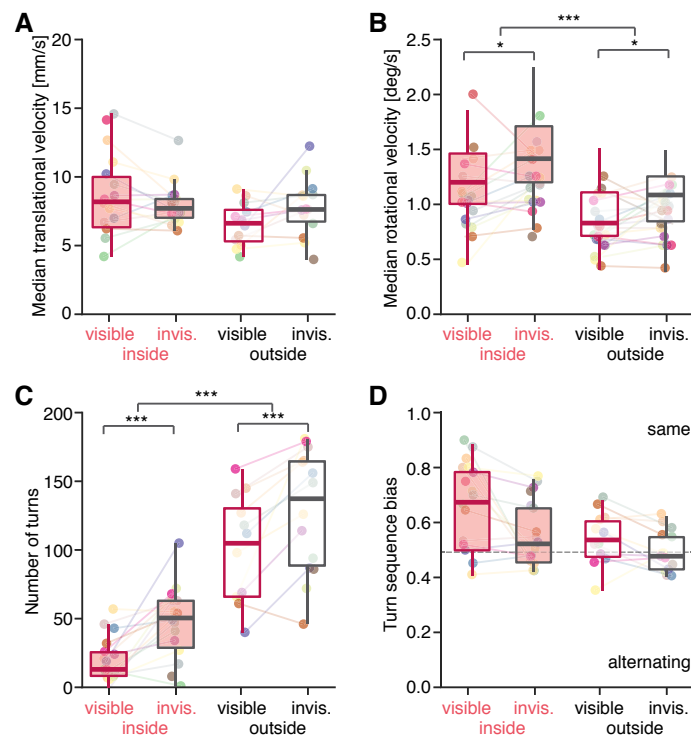 A
Median translational velocity [mm/s]
20
15
10
5
0
visible
invis.
visible
invis.
inside
outside
B
Median rotational velocity [deg/s]
***
*
*
2.5
2.0
1.5
1.0
0.5
0.0
visible
invis.
visible
invis.
inside
outside
C
Number of turns
***
***
***
200
150
100
50
0
visible
invis.
visible
invis.
inside
outside
D
Turn sequence bias
same
1.0
0.8
0.6
0.4
0.2
0.0
alternating
visible
invis.
visible
invis.
inside
outside